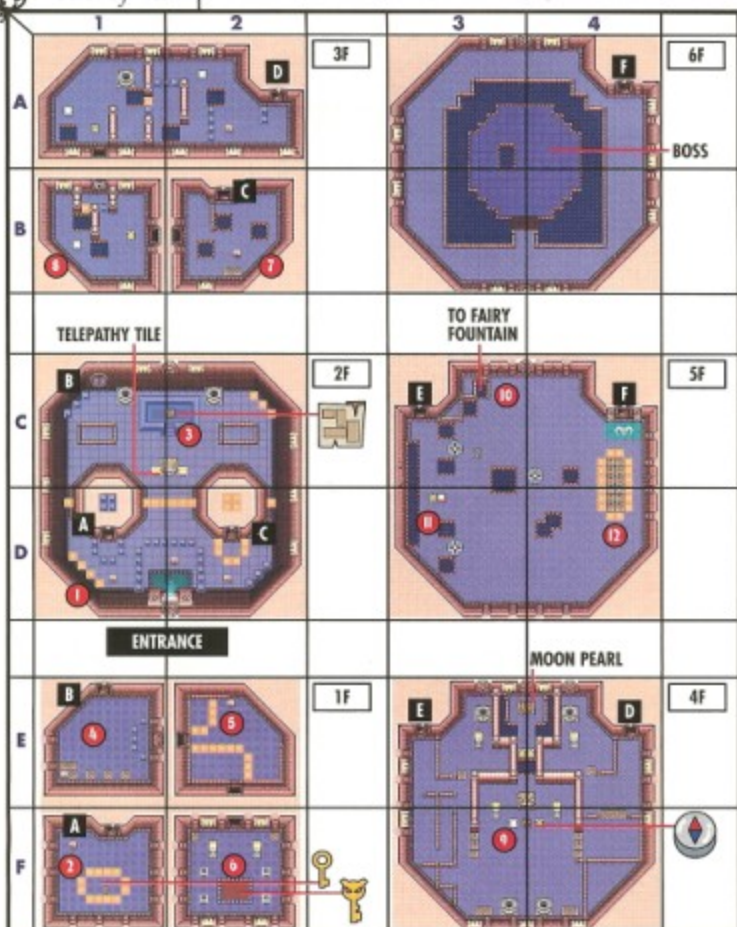 1 2 3 4
3F 6F
A D F
BOSS
B C
8 7
TELEPATHY TILE
TO FAIRY
FOUNTAIN
2F 5F
B E 10 F
C 3
A C
D 11 12
1
ENTRANCE
MOON PEARL
1F 4F
B E D
E 4 5
A
F 2 6 9